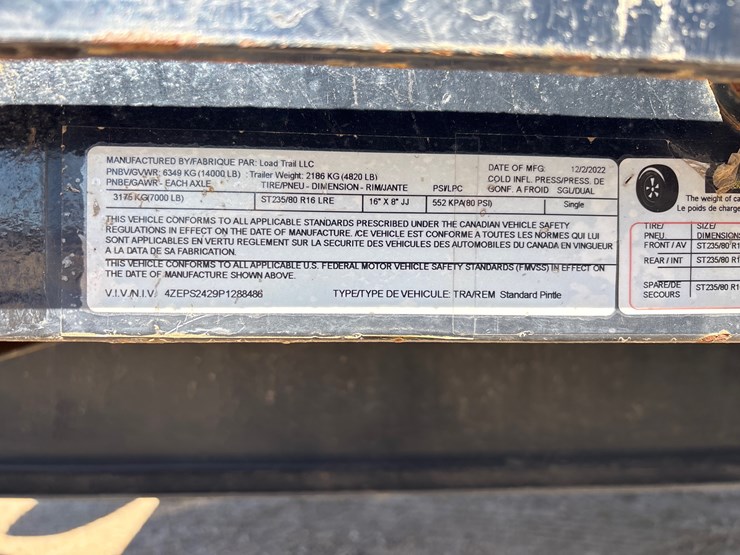 MANUFACTURED BY/FABRIQUE PAR: Load Trail LLC
PNBV/GVWR: 6349 KG (14000 LB) : Trailer Weight: 2186 KG (4820 LB) DATE OF MFG: 12/2/2022
PNBE/GAWR - EACH AXLE TIRE/PNEU - DIMENSION - RIM/JANTE PSI/LPC COLD INFL. PRESS/PRESS. DE GONF. A FROID SGL/DUAL
3175 KG(7000 LB) ST235/80 R16 LRE 16" X 8" JJ 552 KPA(80 PSI) Single
THIS VEHICLE CONFORMS TO ALL APPLICABLE STANDARDS PRESCRIBED UNDER THE CANADIAN VEHICLE SAFETY
REGULATIONS IN EFFECT ON THE DATE OF MANUFACTURE. /CE VEHICLE EST CONFORME A TOUTES LES NORMES QUI LUI
SONT APPLICABLES EN VERTU REGLEMENT SUR LA SECURITE DES VEHICULES DES AUTOMOBILES DU CANADA EN VINGUEUR
A LA DATA DE SA FABRICATION.
THIS VEHICLE CONFORMS TO ALL APPLICABLE U.S. FEDERAL MOTOR VEHICLE SAFETY STANDARDS (FMVSS) IN EFFECT ON
THE DATE OF MANUFACTURE SHOWN ABOVE.
V.I.V./N.I.V.: 4ZEPS2429P1288486 TYPE/TYPE DE VEHICULE: TRA/REM Standard Pintle
The weight of ca
Le poids de charge
TIRE/ SIZE/
PNEU DIMENSIONS
FRONT / AV ST235/80 R1
REAR / INT ST235/80 R1
SPARE/DE ST235/80 R1
SECOURS